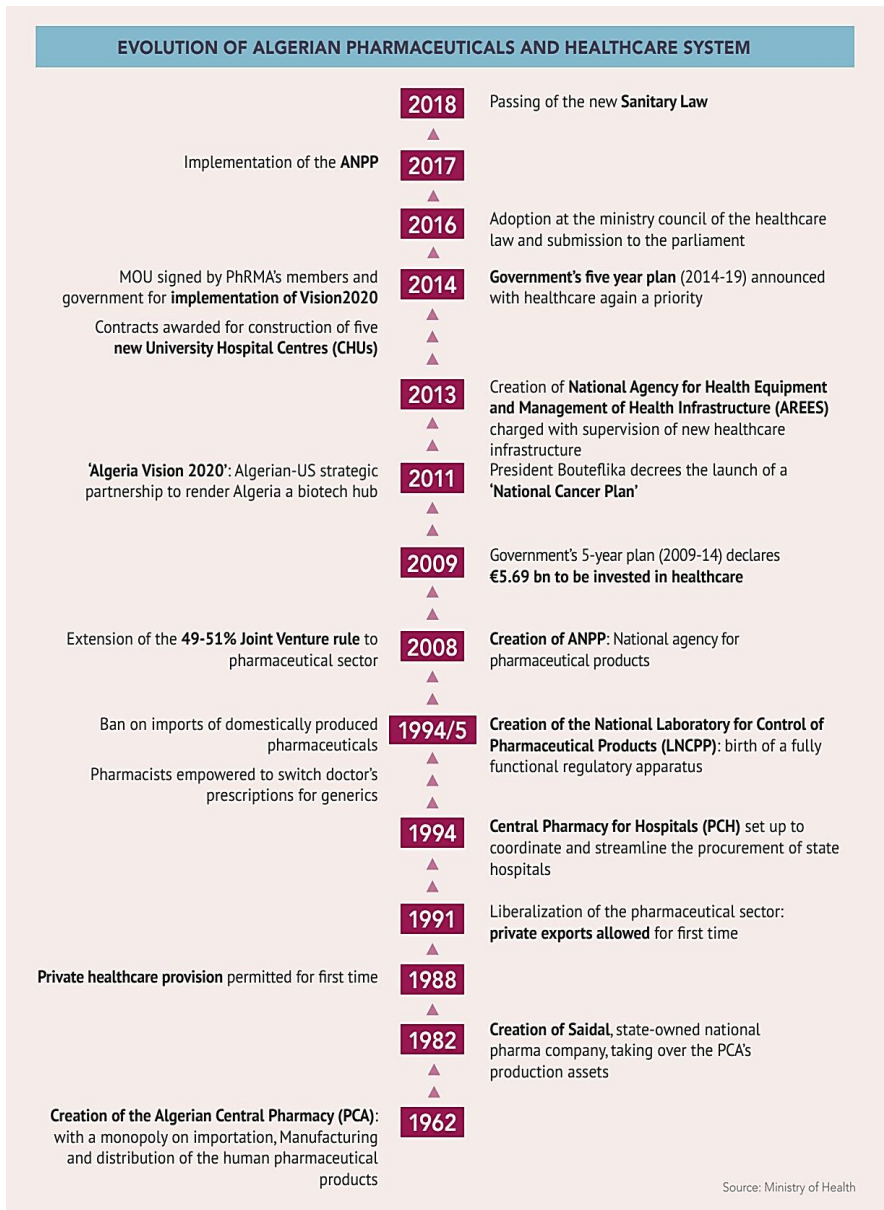 EVOLUTION OF ALGERIAN PHARMACEUTICALS AND HEALTHCARE SYSTEM
2018
Passing of the new Sanitary Law
Implementation of the ANPP
2017
2016
Adoption at the ministry council of the healthcare
law and submission to the parliament
MOU signed by PhRMA's members and
government for implementation of Vision2020
Contracts awarded for construction of five
new University Hospital Centres (CHUs)
2014
Government's five year plan (2014-19) announced
with healthcare again a priority
2013
Creation of National Agency for Health Equipment
and Management of Health Infrastructure (AREES)
charged with supervision of new healthcare
infrastructure
'Algeria Vision 2020': Algerian-US strategic
partnership to render Algeria a biotech hub
2011
President Bouteflika decrees the launch of a
'National Cancer Plan'
2009
Government's 5-year plan (2009-14) declares
€5.69 bn to be invested in healthcare
Extension of the 49-51% Joint Venture rule to
pharmaceutical sector
2008
Creation of ANPP: National agency for
pharmaceutical products
Ban on imports of domestically produced
pharmaceuticals
Pharmacists empowered to switch doctor's
prescriptions for generics
1994/5
Creation of the National Laboratory for Control of
Pharmaceutical Products (LNCPP): birth of a fully
functional regulatory apparatus
1994
Central Pharmacy for Hospitals (PCH) set up to
coordinate and streamline the procurement of state
hospitals
1991
Liberalization of the pharmaceutical sector:
private exports allowed for first time
Private healthcare provision permitted for first time
1988
1982
Creation of Saidal, state-owned national
pharma company, taking over the PCA's
production assets
Creation of the Algerian Central Pharmacy (PCA):
with a monopoly on importation, Manufacturing
and distribution of the human pharmaceutical
products
1962
Source: Ministry of Health